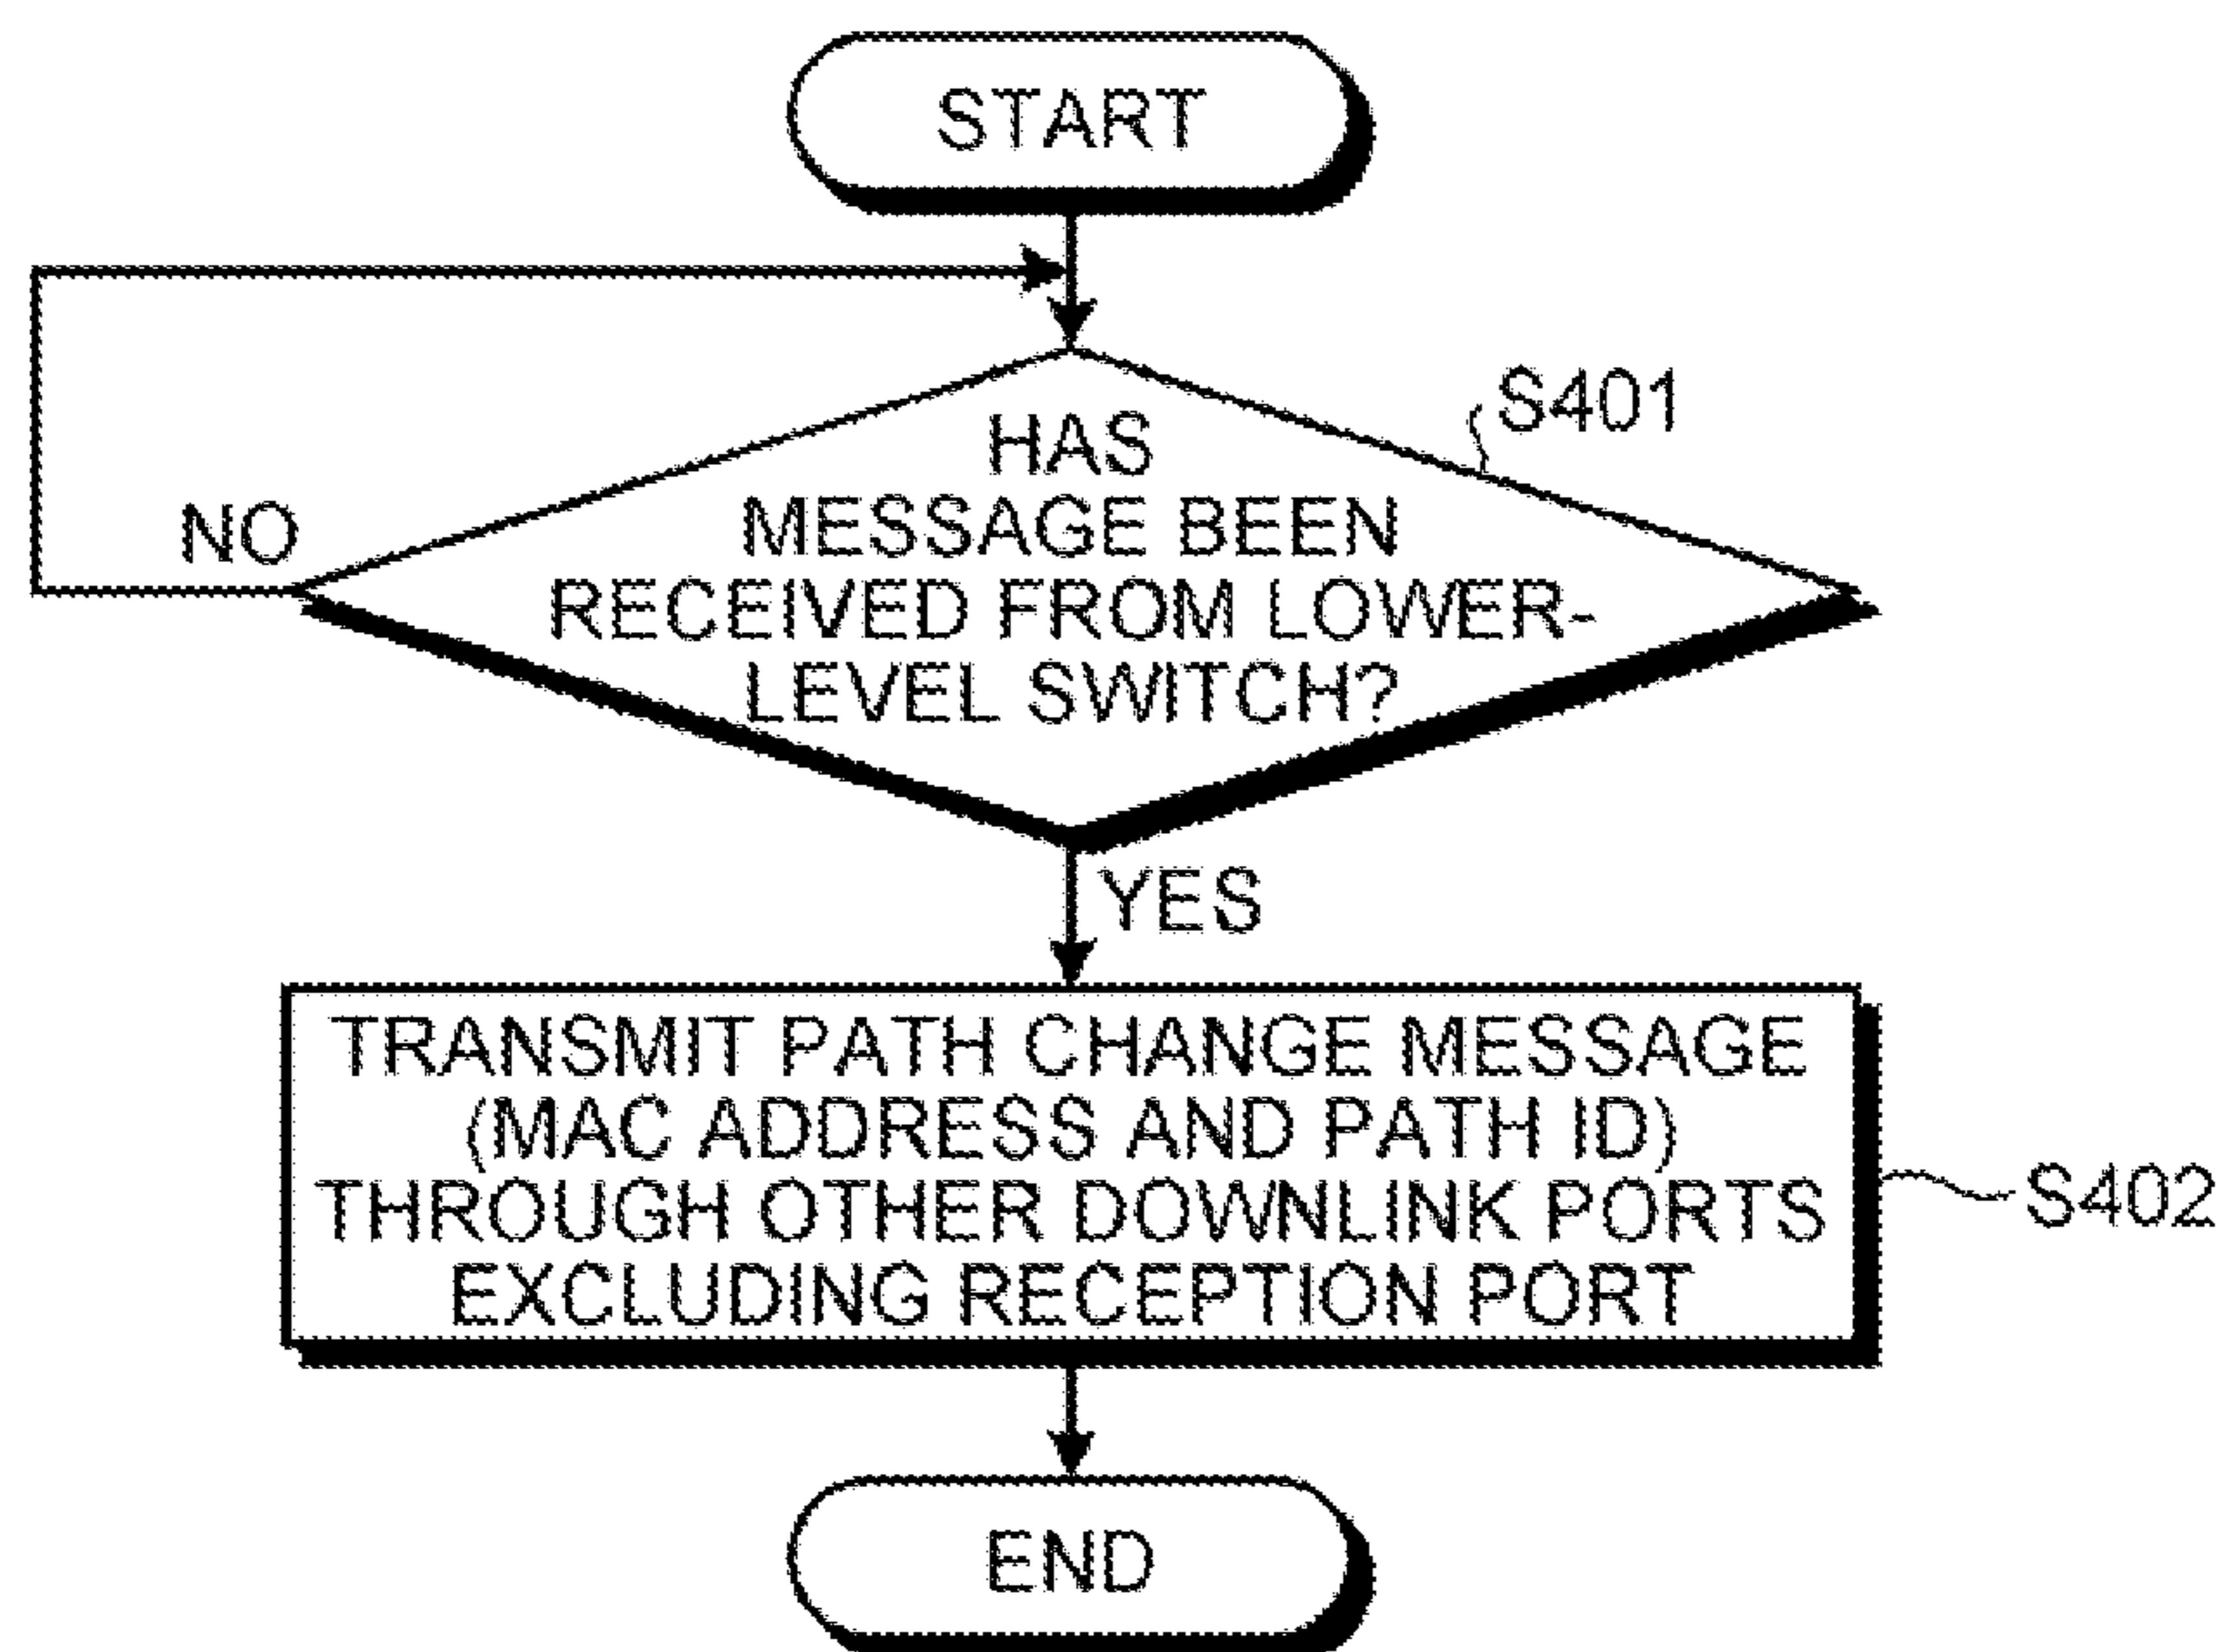 START
S401
HAS
MESSAGE BEEN
RECEIVED FROM LOWER-
LEVEL SWITCH?
NO
YES
TRANSMIT PATH CHANGE MESSAGE
(MAC ADDRESS AND PATH ID)
THROUGH OTHER DOWNLINK PORTS
EXCLUDING RECEPTION PORT
S402
END